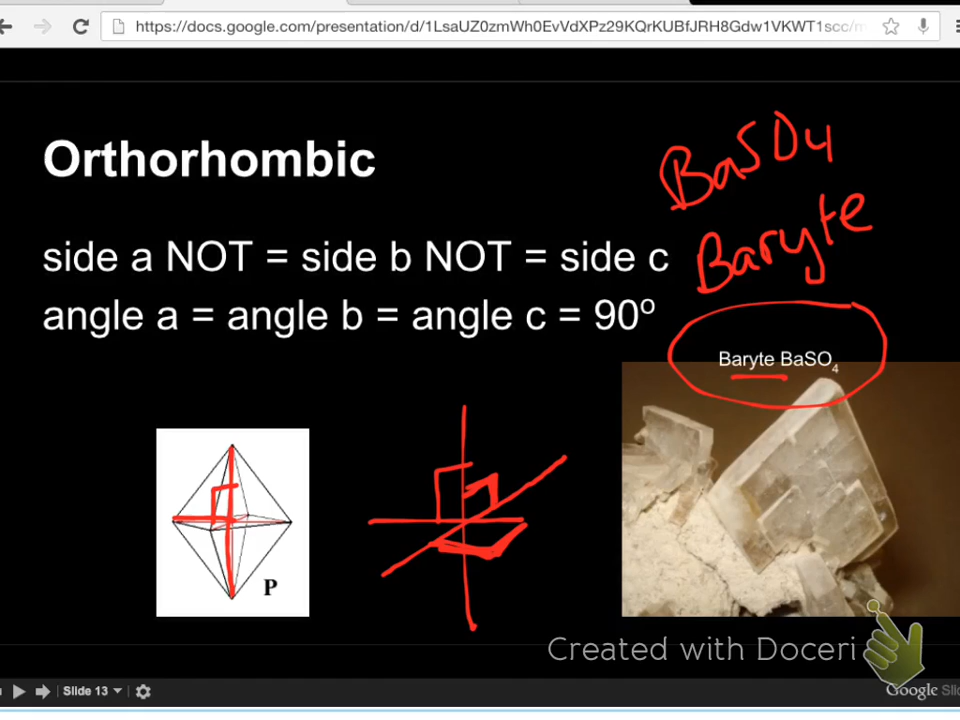 https://docs.google.com/presentation/d/1LsaUZ0zmWh0EvVdXPz29KQrKUBfJRH8Gdw1VKWT1scc/
Orthorhombic
BaSO4
side a NOT = side b NOT = side c
Baryte
angle a = angle b = angle c = 90º
Baryte BaSO₄
P
Created with Doceri
Slide 13
Google